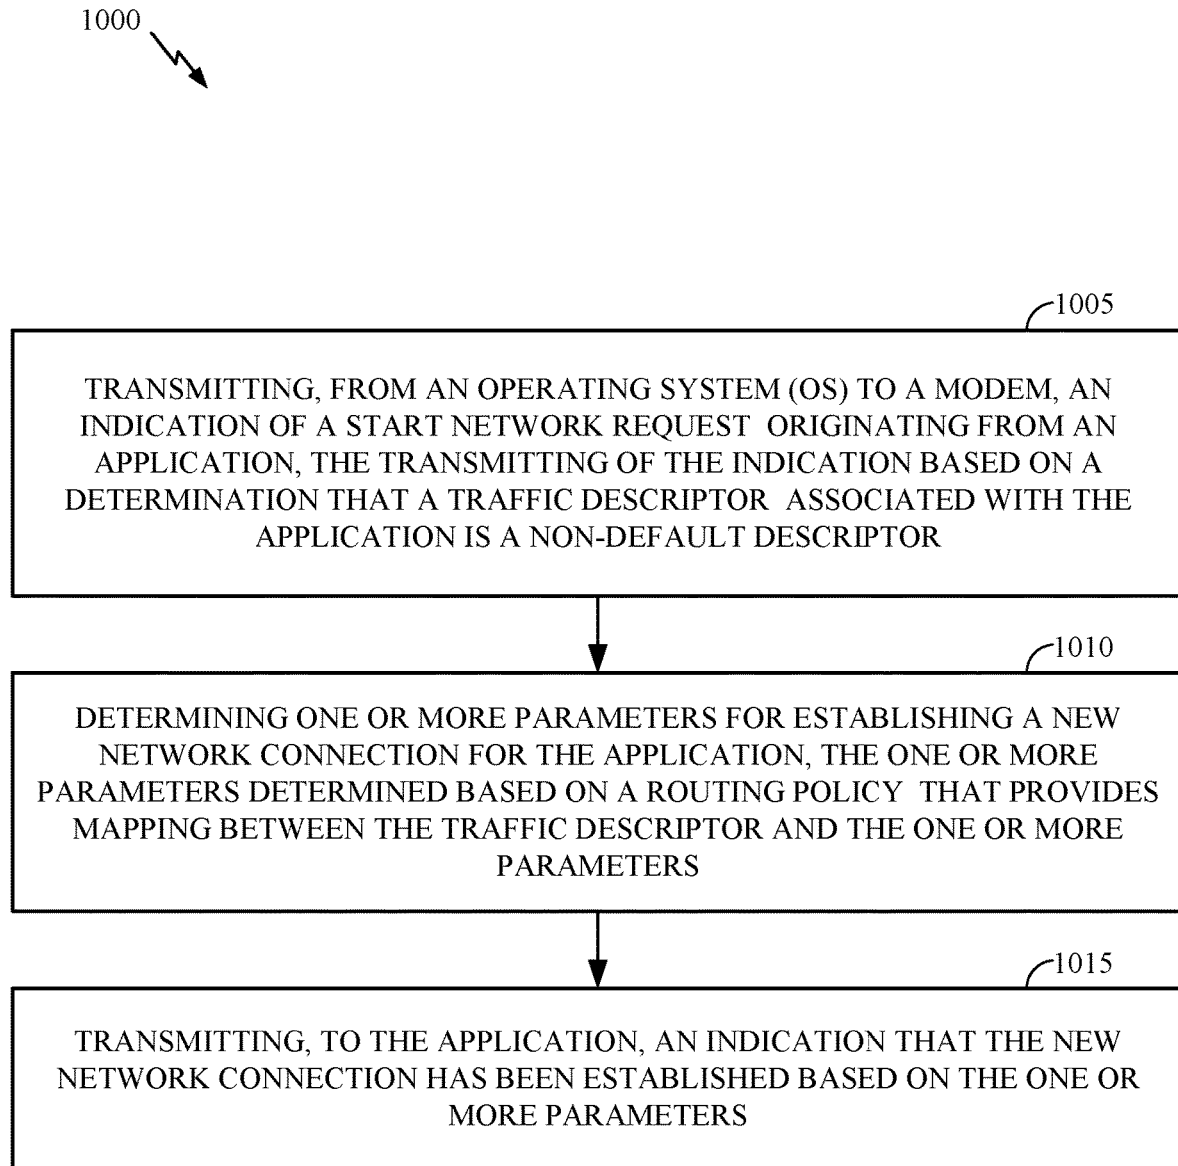 1000
1005
TRANSMITTING, FROM AN OPERATING SYSTEM (OS) TO A MODEM, AN
INDICATION OF A START NETWORK REQUEST ORIGINATING FROM AN
APPLICATION, THE TRANSMITTING OF THE INDICATION BASED ON A
DETERMINATION THAT A TRAFFIC DESCRIPTOR ASSOCIATED WITH THE
APPLICATION IS A NON-DEFAULT DESCRIPTOR
1010
DETERMINING ONE OR MORE PARAMETERS FOR ESTABLISHING A NEW
NETWORK CONNECTION FOR THE APPLICATION, THE ONE OR MORE
PARAMETERS DETERMINED BASED ON A ROUTING POLICY THAT PROVIDES
MAPPING BETWEEN THE TRAFFIC DESCRIPTOR AND THE ONE OR MORE
PARAMETERS
1015
TRANSMITTING, TO THE APPLICATION, AN INDICATION THAT THE NEW
NETWORK CONNECTION HAS BEEN ESTABLISHED BASED ON THE ONE OR
MORE PARAMETERS